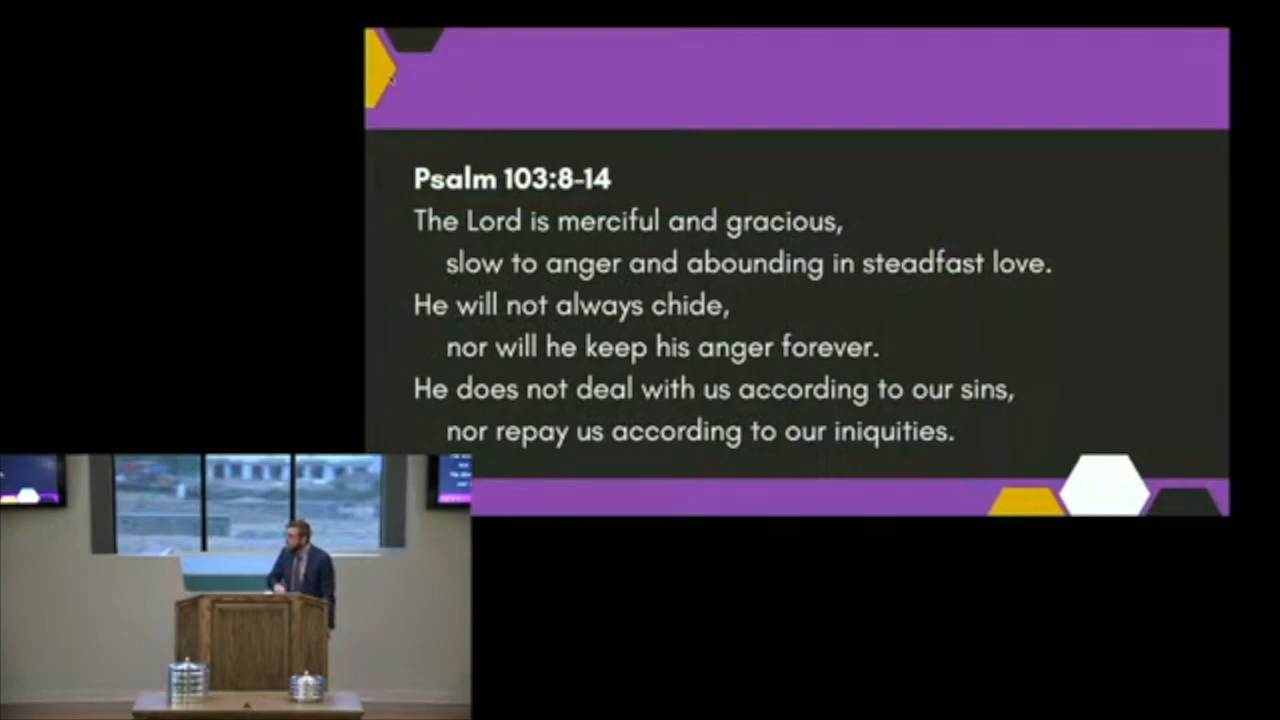 Psalm 103:8-14
The Lord is merciful and gracious,
slow to anger and abounding in steadfast love.
He will not always chide,
nor will he keep his anger forever.
He does not deal with us according to our sins,
nor repay us according to our iniquities.